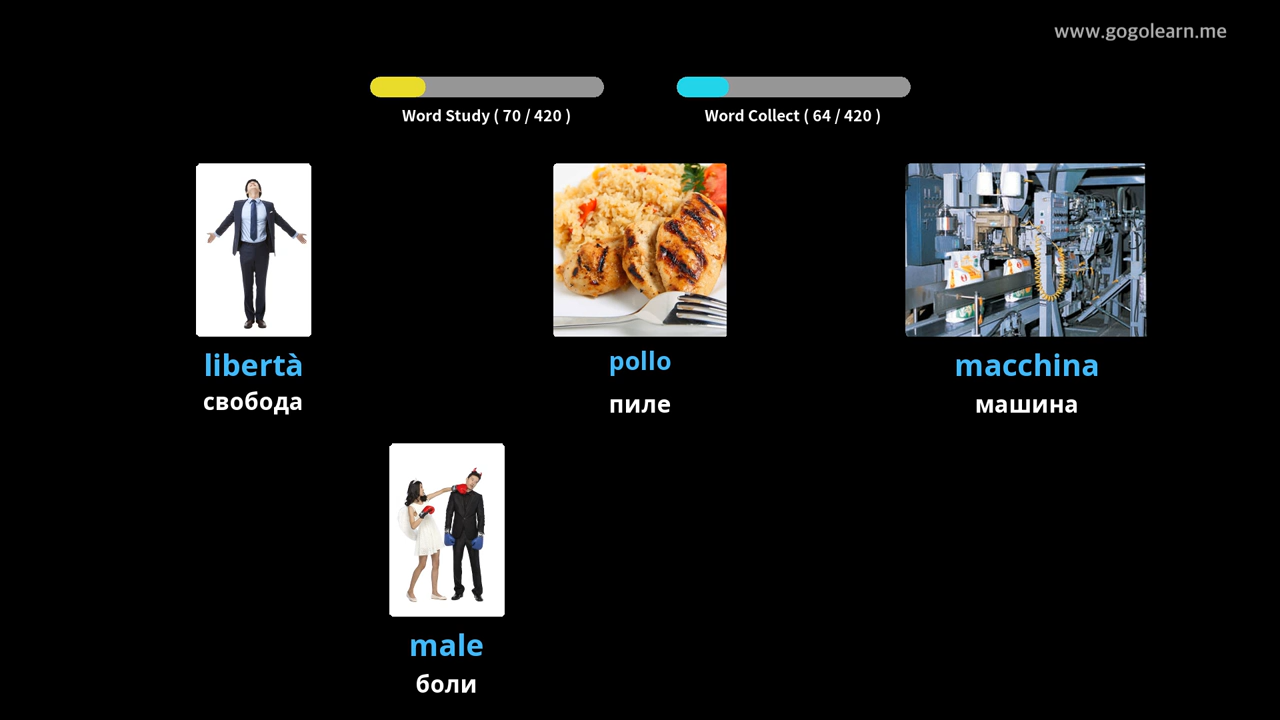 www.gogolearn.me
Word Study ( 70 / 420 )
Word Collect ( 64 / 420 )
libertà
свобода
pollo
пиле
macchina
машина
male
боли